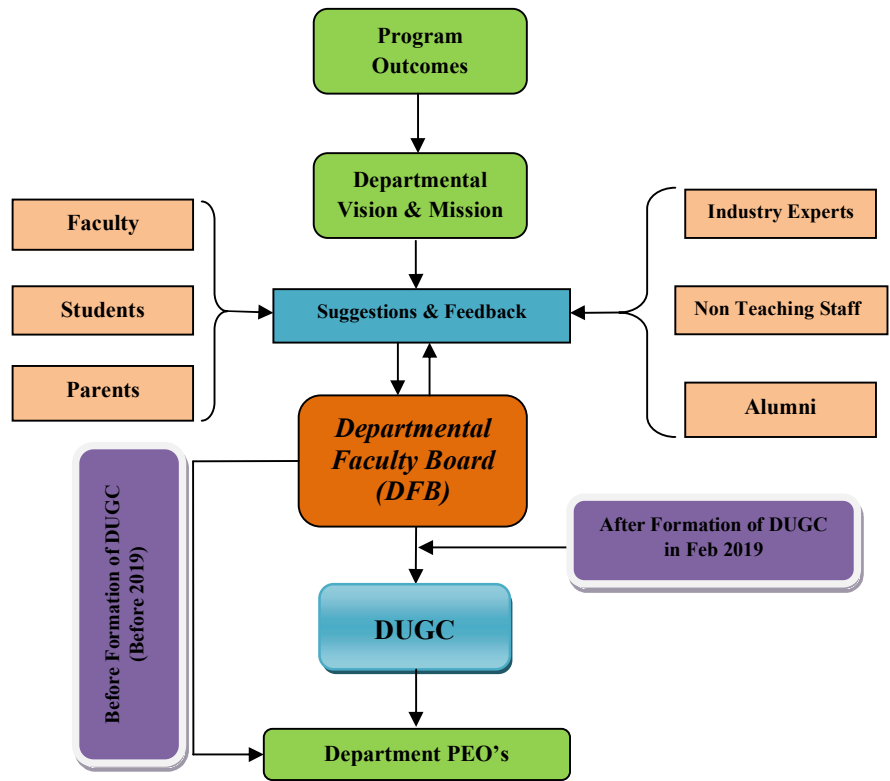 Program
Outcomes
Departmental
Vision & Mission
Faculty
Students
Parents
Suggestions & Feedback
Industry Experts
Non Teaching Staff
Alumni
Departmental
Faculty Board
(DFB)
Before Formation of DUGC
(Before 2019)
After Formation of DUGC
in Feb 2019
DUGC
Department PEO’s